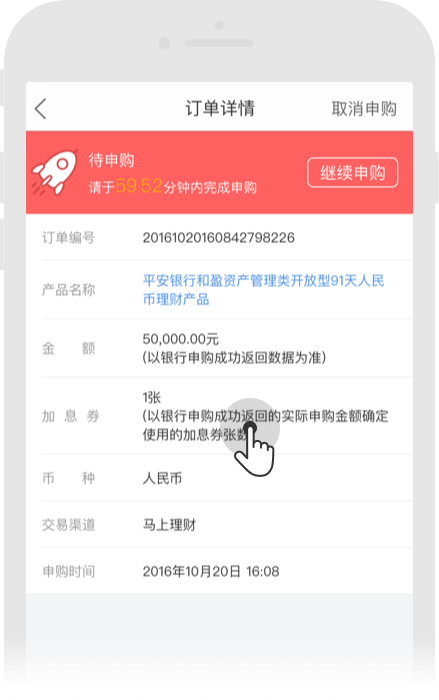 订单详情 取消申购
待申购
请于59:52分钟内完成申购
继续申购
订单编号 20161020160842798226
产品名称 平安银行和盈资产管理类开放型91天人民
币理财产品
金 额 50,000.00元
(以银行申购成功返回数据为准)
加 息 券 1张
(以银行申购成功返回的实际申购金额确定
使用的加息券张数)
币 种 人民币
交易渠道 马上理财
申购时间 2016年10月20日 16:08